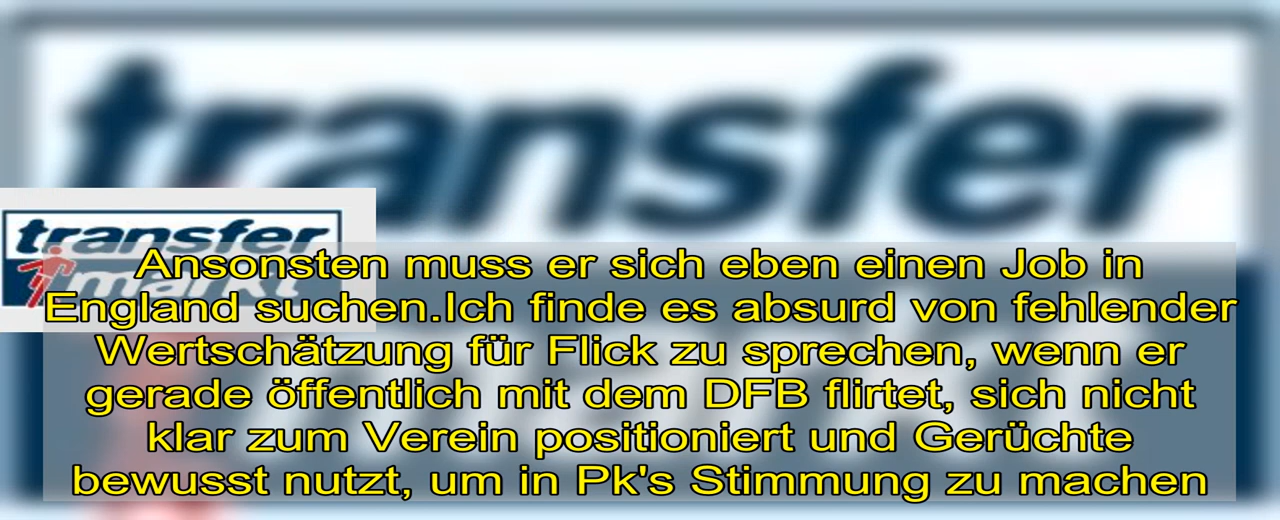 transfer
transfer
markt
Ansonsten muss er sich eben einen Job in
England suchen.Ich finde es absurd von fehlender
Wertschätzung für Flick zu sprechen, wenn er
gerade öffentlich mit dem DFB flirtet, sich nicht
klar zum Verein positioniert und Gerüchte
bewusst nutzt, um in Pk's Stimmung zu machen